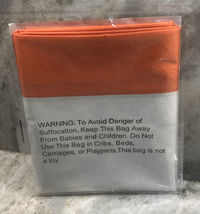 WARNING: To Avoid Danger of
Suffocation, Keep This Bag Away
From Babies and Children. Do Not
Use This Bag in Cribs, Beds,
Carriages, or Playpens.This bag is not
a toy.